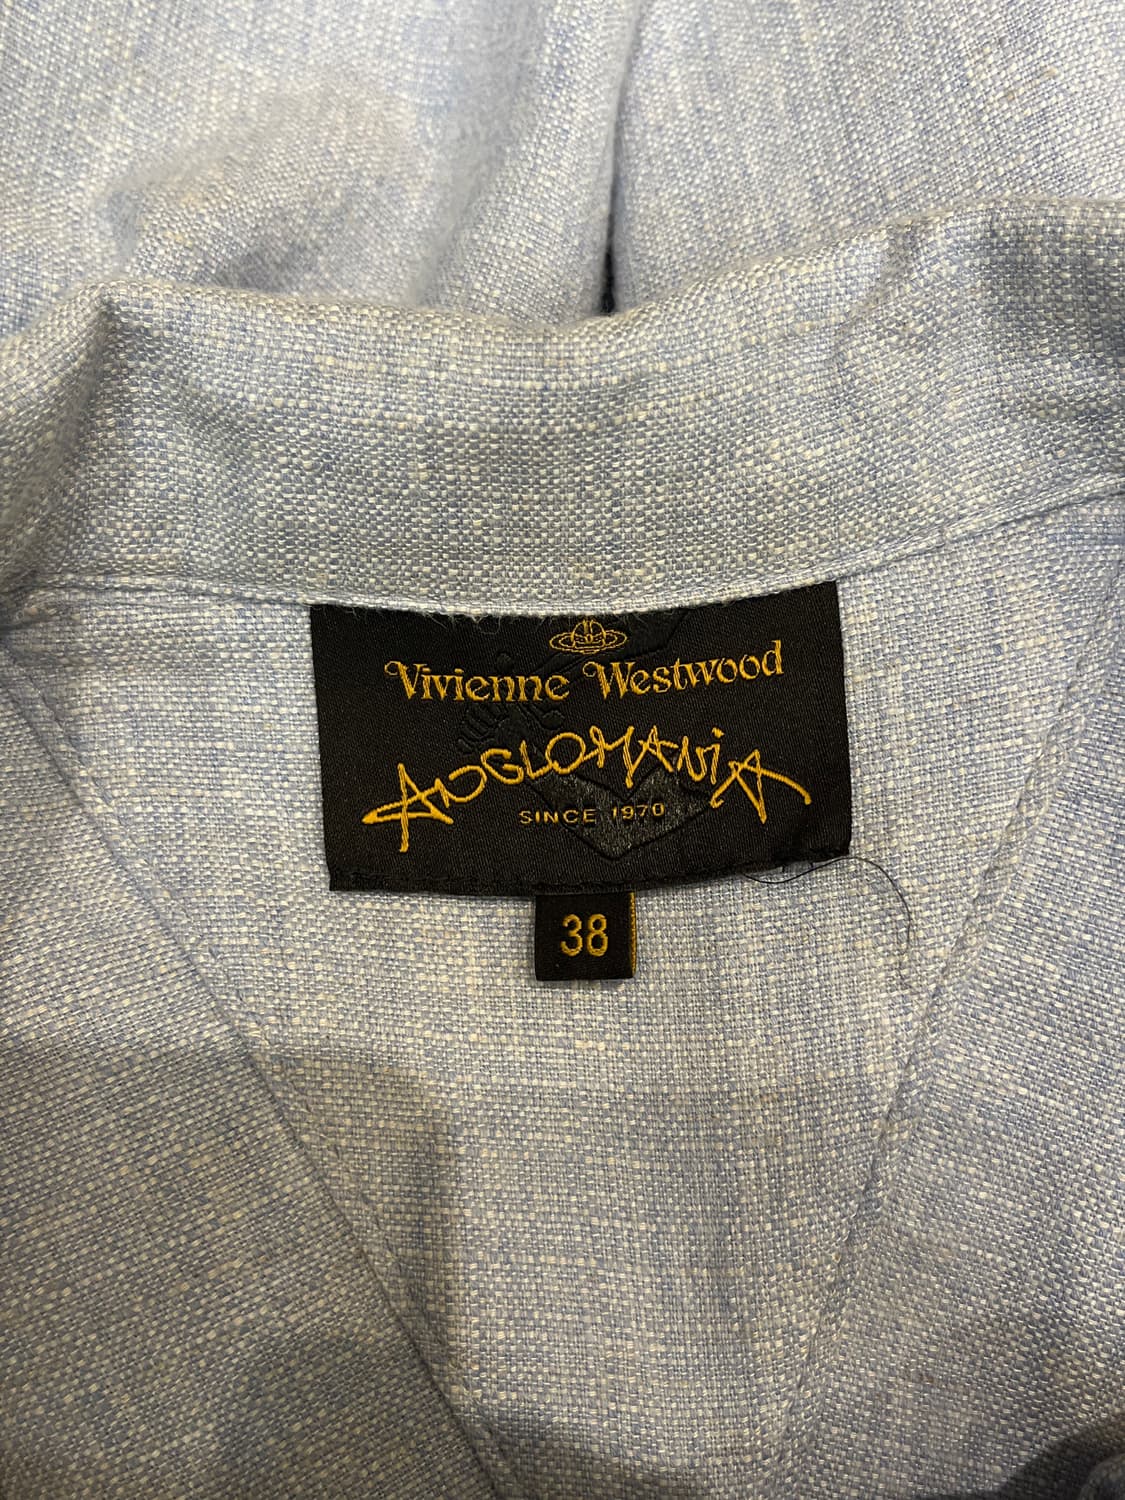 Vivienne Westwood
ANGLOMANiA
SINCE 1970
38